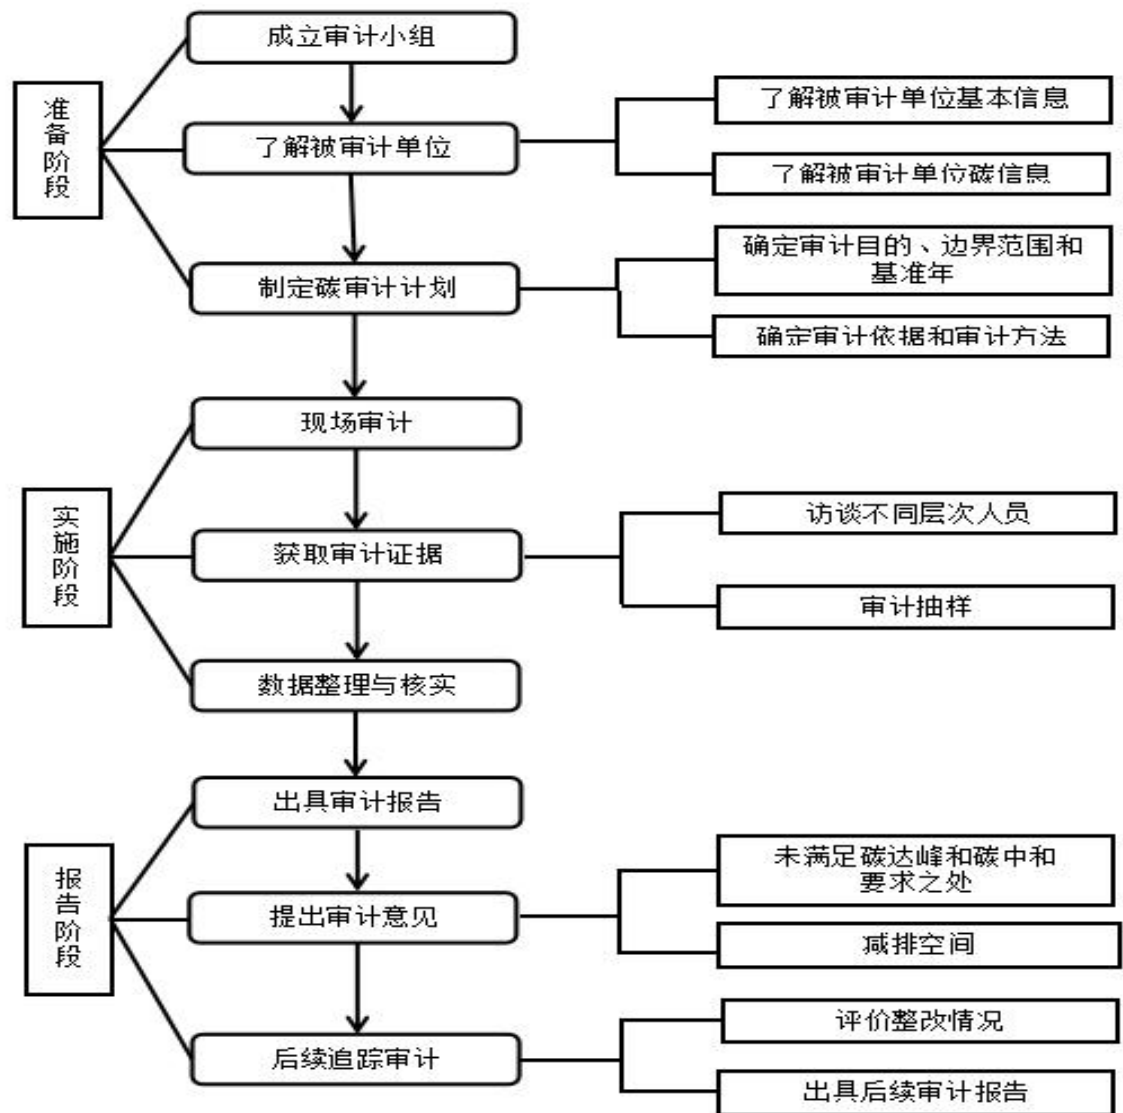 成立审计小组
准备阶段
了解被审计单位
了解被审计单位基本信息
了解被审计单位碳信息
制定碳审计计划
确定审计目的、边界范围和
基准年
确定审计依据和审计方法
现场审计
实施阶段
获取审计证据
访谈不同层次人员
审计抽样
数据整理与核实
出具审计报告
报告阶段
提出审计意见
未满足碳达峰和碳中和
要求之处
减排空间
后续追踪审计
评价整改情况
出具后续审计报告